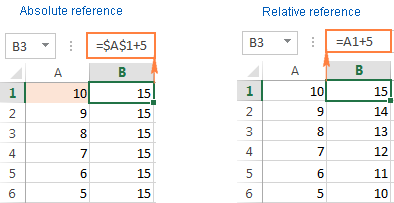 Absolute reference
B3 =$A$1+5
A B
1 10 15
2 9 15
3 8 15
4 7 15
5 6 15
6 5 15
Relative reference
B3 =A1+5
A B
1 10 15
2 9 14
3 8 13
4 7 12
5 6 11
6 5 10